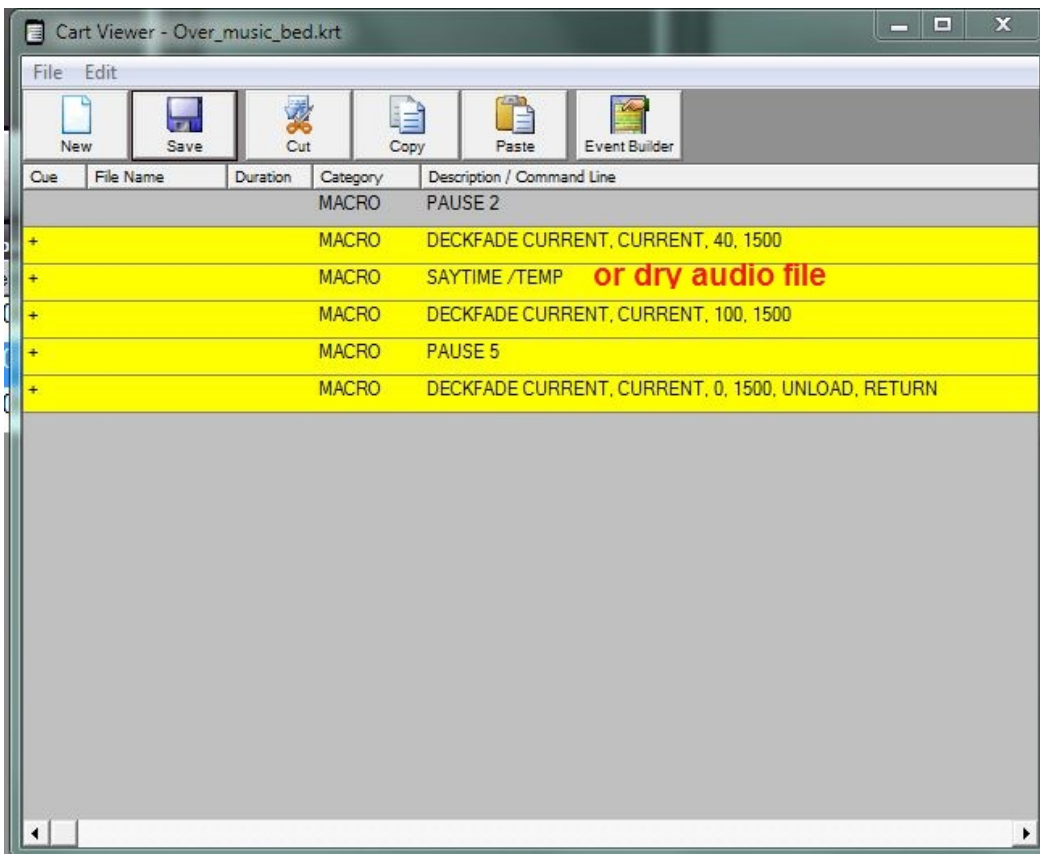 Cart Viewer - Over_music_bed.krt
File Edit
New Save Cut Copy Paste Event Builder
Cue File Name Duration Category Description / Command Line
MACRO PAUSE 2
+ MACRO DECKFADE CURRENT, CURRENT, 40, 1500
+ MACRO SAYTIME /TEMP or dry audio file
+ MACRO DECKFADE CURRENT, CURRENT, 100, 1500
+ MACRO PAUSE 5
+ MACRO DECKFADE CURRENT, CURRENT, 0, 1500, UNLOAD, RETURN